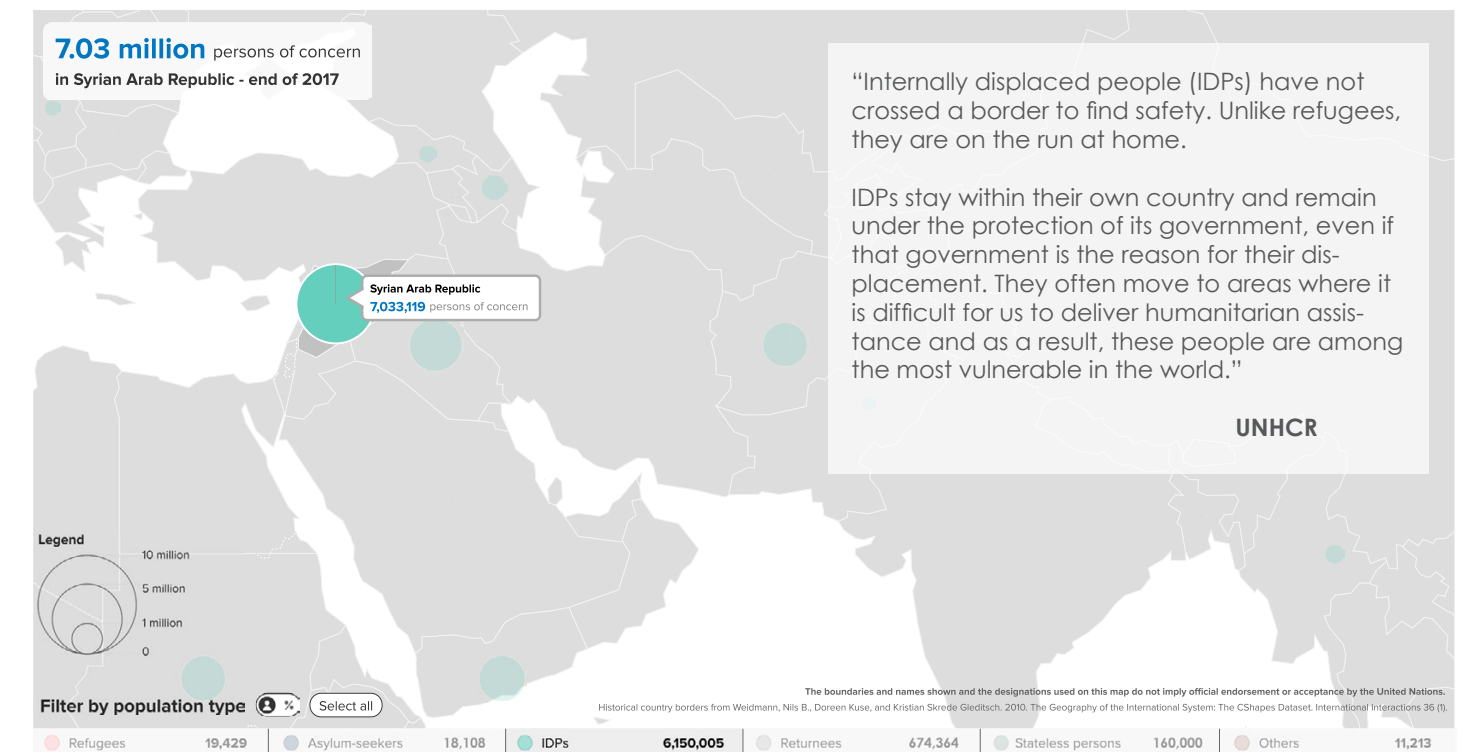 7.03 million persons of concern
in Syrian Arab Republic - end of 2017
“Internally displaced people (IDPs) have not
crossed a border to find safety. Unlike refugees,
they are on the run at home.
IDPs stay within their own country and remain
under the protection of its government, even if
that government is the reason for their dis-
placement. They often move to areas where it
is difficult for us to deliver humanitarian assis-
tance and as a result, these people are among
the most vulnerable in the world.”
UNHCR
Syrian Arab Republic
7,033,119 persons of concern
Legend
10 million
5 million
1 million
0
The boundaries and names shown and the designations used on this map do not imply official endorsement or acceptance by the United Nations.
Historical country borders from Weidmann, Nils B., Doreen Kuse, and Kristian Skrede Gleditsch. 2010. The Geography of the International System: The CShapes Dataset. International Interactions 36 (1).
Filter by population type % Select all
Refugees 19,429 Asylum-seekers 18,108 IDPs 6,150,005 Returnees 674,364 Stateless persons 160,000 Others 11,213